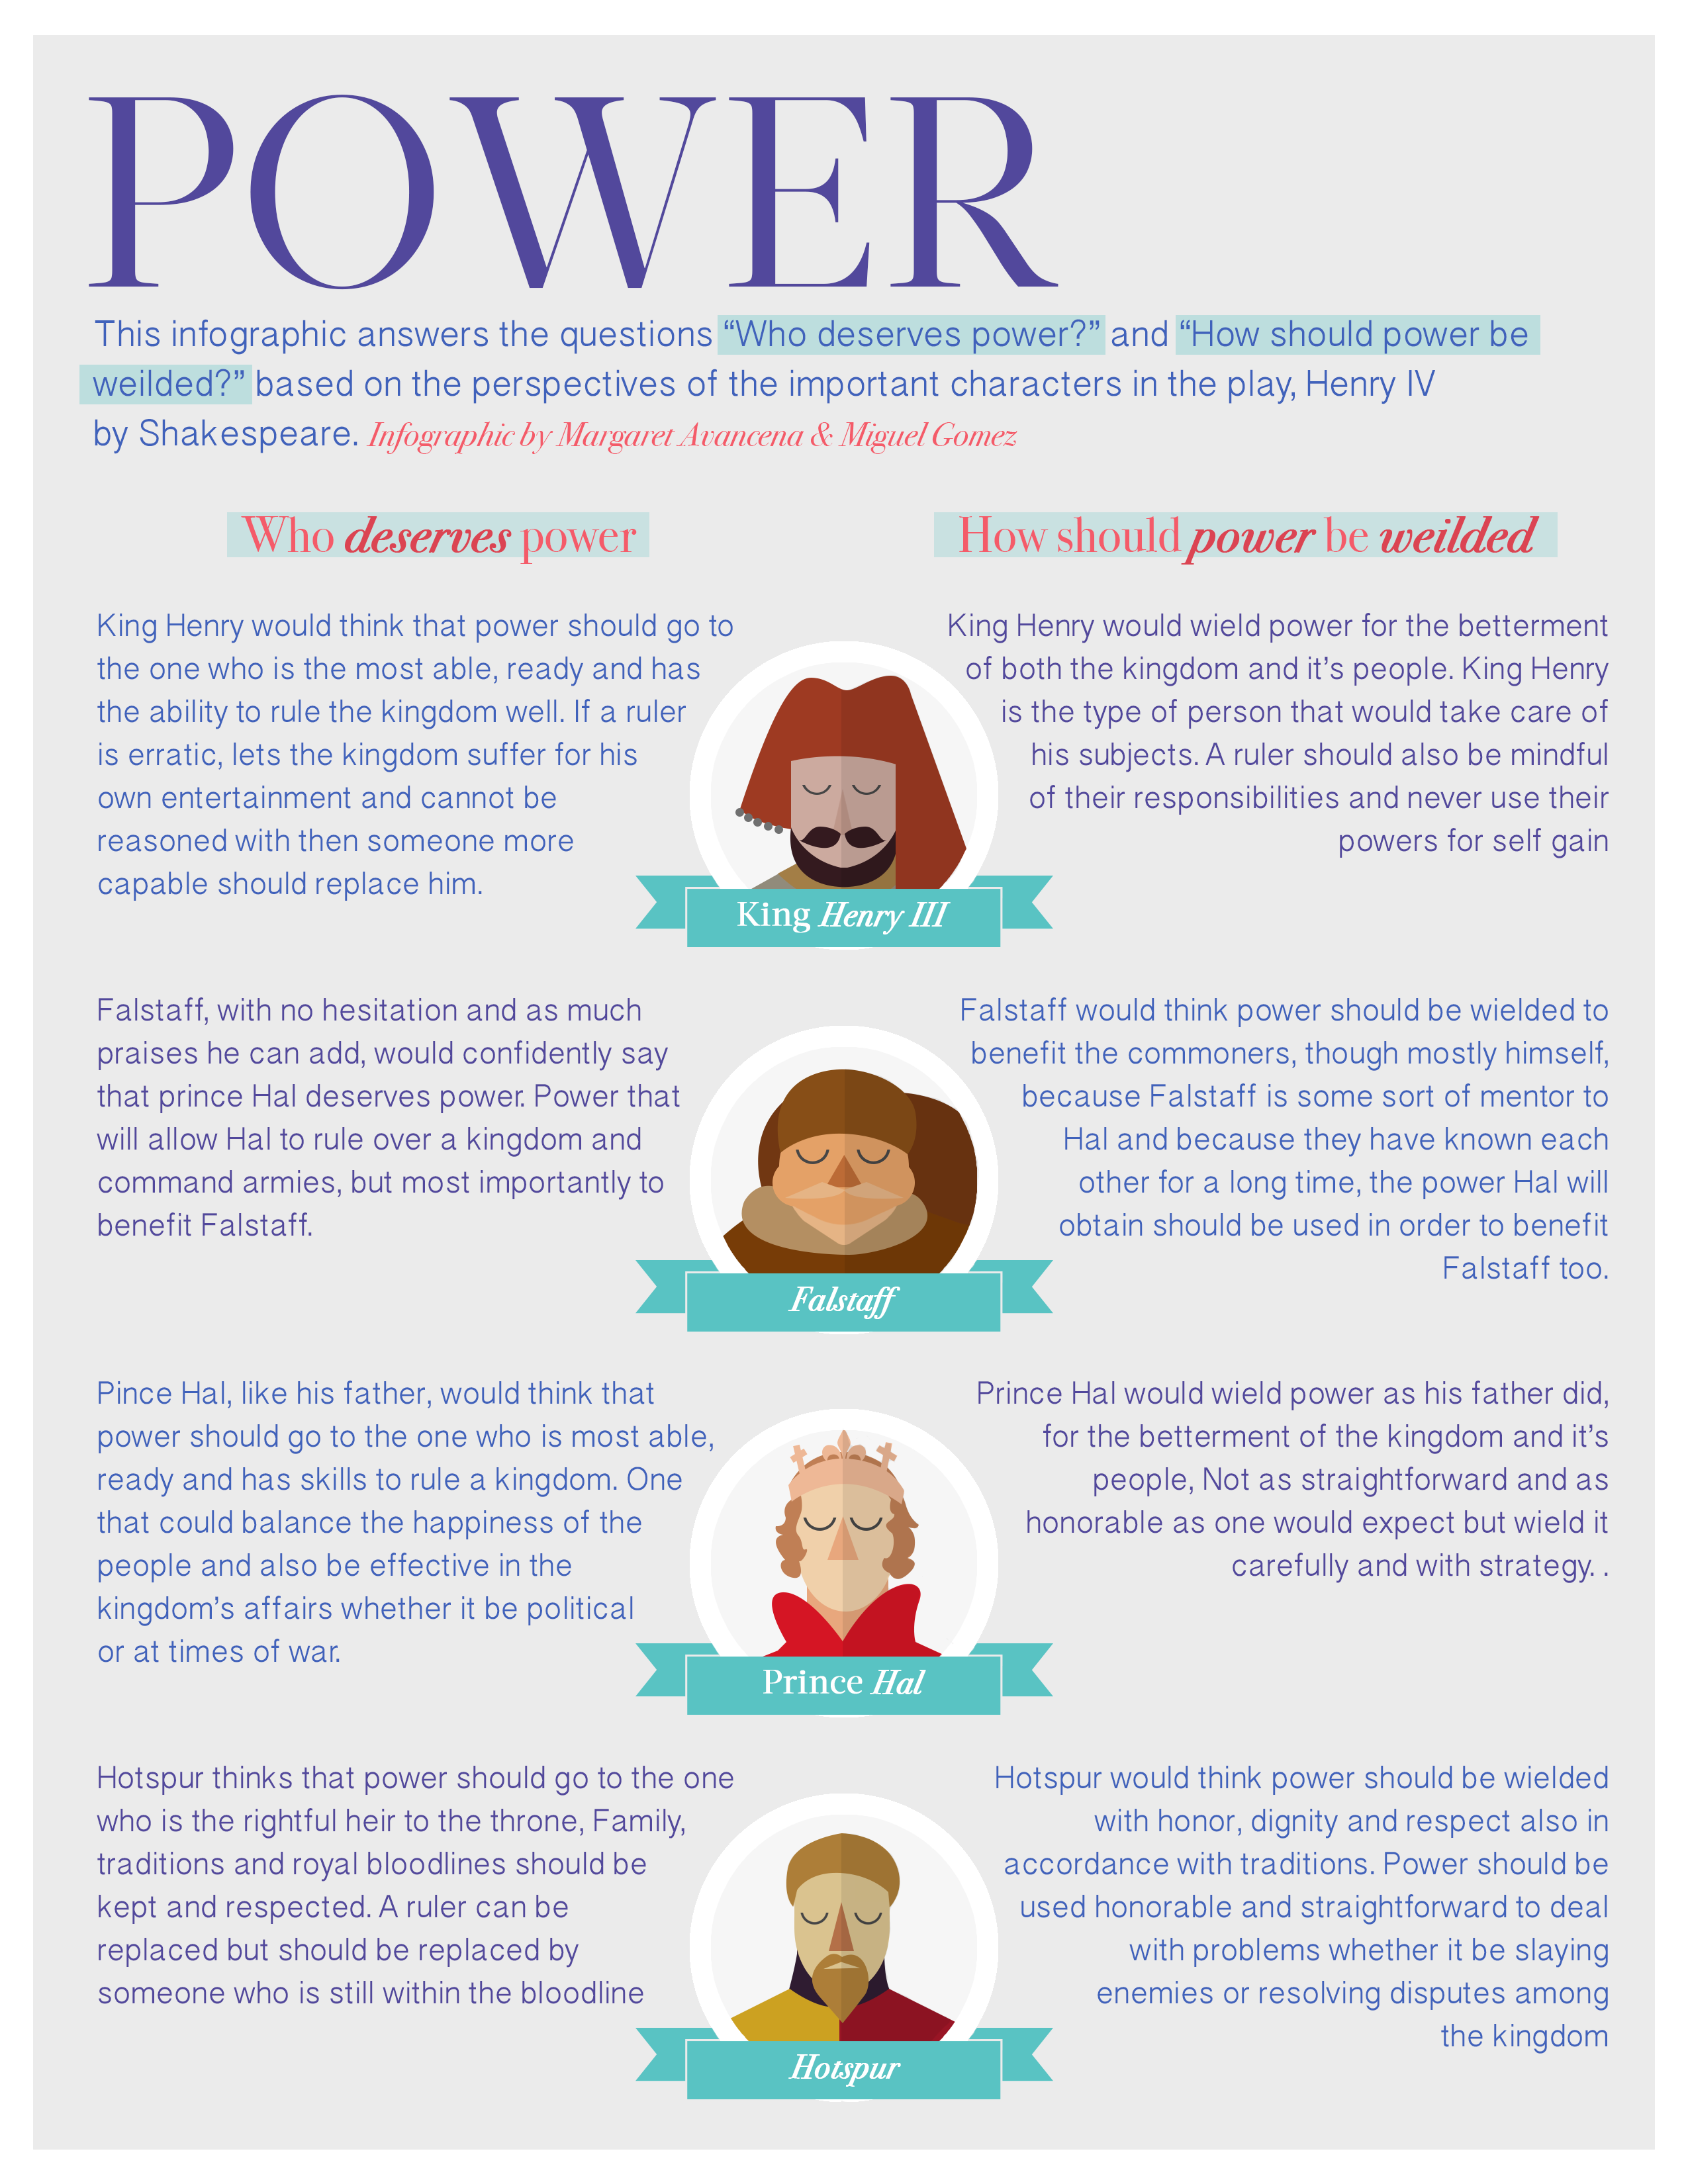 POWER
This infographic answers the questions “Who deserves power?” and “How should power be
weilded?” based on the perspectives of the important characters in the play, Henry IV
by Shakespeare. Infographic by Margaret Avancena & Miguel Gomez
Who deserves power
How should power be weilded
King Henry would think that power should go to
the one who is the most able, ready and has
the ability to rule the kingdom well. If a ruler
is erratic, lets the kingdom suffer for his
own entertainment and cannot be
reasoned with then someone more
capable should replace him.
King Henry would wield power for the betterment
of both the kingdom and it’s people. King Henry
is the type of person that would take care of
his subjects. A ruler should also be mindful
of their responsibilities and never use their
powers for self gain
King Henry III
Falstaff, with no hesitation and as much
praises he can add, would confidently say
that prince Hal deserves power. Power that
will allow Hal to rule over a kingdom and
command armies, but most importantly to
benefit Falstaff.
Falstaff would think power should be wielded to
benefit the commoners, though mostly himself,
because Falstaff is some sort of mentor to
Hal and because they have known each
other for a long time, the power Hal will
obtain should be used in order to benefit
Falstaff too.
Falstaff
Pince Hal, like his father, would think that
power should go to the one who is most able,
ready and has skills to rule a kingdom. One
that could balance the happiness of the
people and also be effective in the
kingdom’s affairs whether it be political
or at times of war.
Prince Hal would wield power as his father did,
for the betterment of the kingdom and it’s
people, Not as straightforward and as
honorable as one would expect but wield it
carefully and with strategy. .
Prince Hal
Hotspur thinks that power should go to the one
who is the rightful heir to the throne, Family,
traditions and royal bloodlines should be
kept and respected. A ruler can be
replaced but should be replaced by
someone who is still within the bloodline
Hotspur would think power should be wielded
with honor, dignity and respect also in
accordance with traditions. Power should be
used honorable and straightforward to deal
with problems whether it be slaying
enemies or resolving disputes among
the kingdom
Hotspur